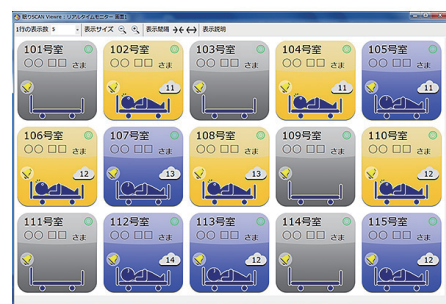 眠りSCAN Viewer : リアルタイムモニター 画面1
1行の表示数 5 表示サイズ 表示間隔 表示説明
101号室 102号室 103号室 104号室 105号室
○○ □□ さま ○○ □□ さま ○○ □□ さま ○○ □□ さま ○○ □□ さま
11 11 11
106号室 107号室 108号室 109号室 110号室
○○ □□ さま ○○ □□ さま ○○ □□ さま ○○ □□ さま ○○ □□ さま
12 13 13 12
111号室 112号室 113号室 114号室 115号室
○○ □□ さま ○○ □□ さま ○○ □□ さま ○○ □□ さま ○○ □□ さま
14 12 12